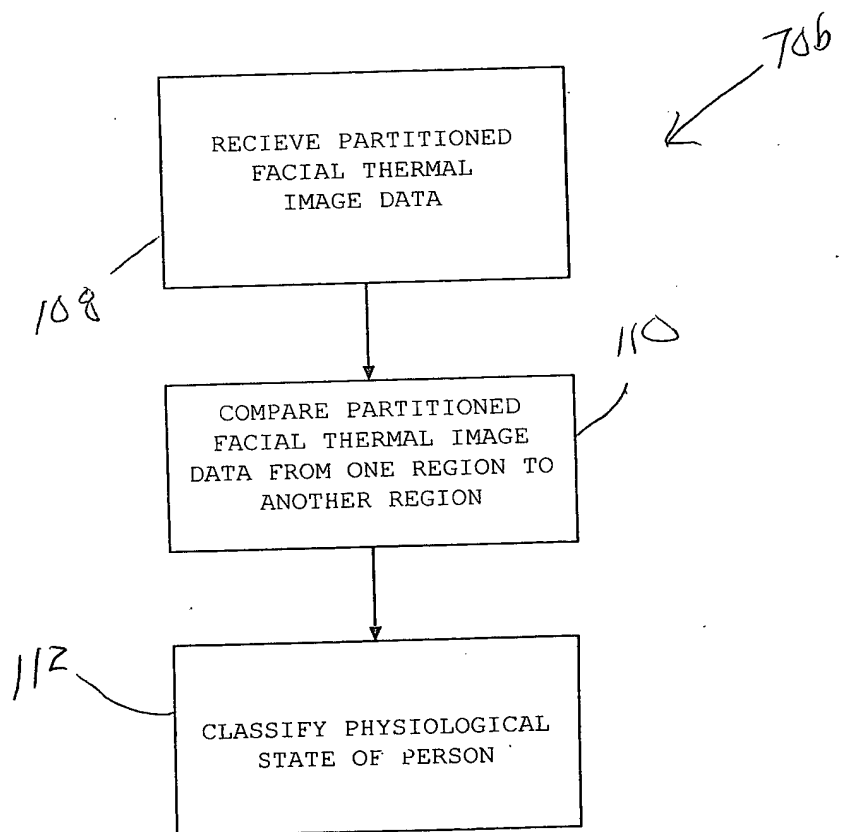 70b
RECIEVE PARTITIONED
FACIAL THERMAL
IMAGE DATA
108
110
COMPARE PARTITIONED
FACIAL THERMAL IMAGE
DATA FROM ONE REGION TO
ANOTHER REGION
112
CLASSIFY PHYSIOLOGICAL
STATE OF PERSON